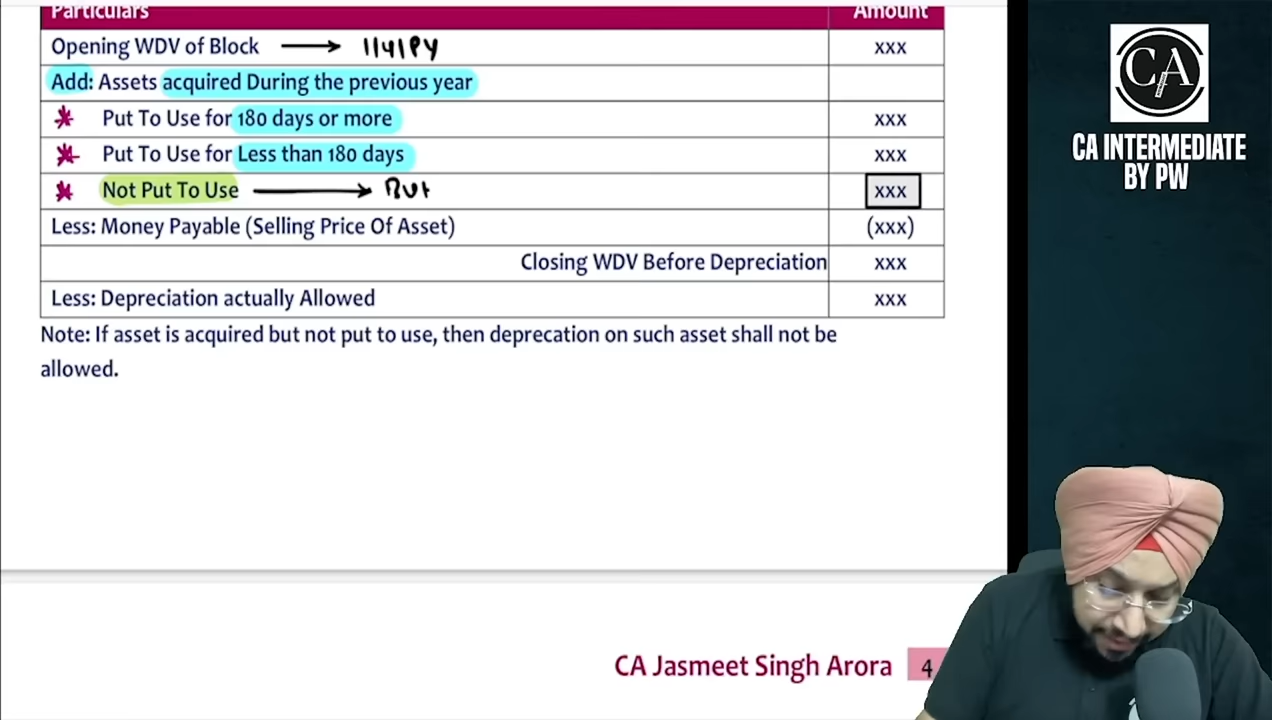 Particulars Amount
Opening WDV of Block → 1/4/PY xxx
Add: Assets acquired During the previous year
Put To Use for 180 days or more xxx
Put To Use for Less than 180 days xxx
Not Put To Use → But xxx
Less: Money Payable (Selling Price Of Asset) (xxx)
Closing WDV Before Depreciation xxx
Less: Depreciation actually Allowed xxx
Note: If asset is acquired but not put to use, then deprecation on such asset shall not be
allowed.
CA Jasmeet Singh Arora 4
CA
CA INTERMEDIATE
BY PW